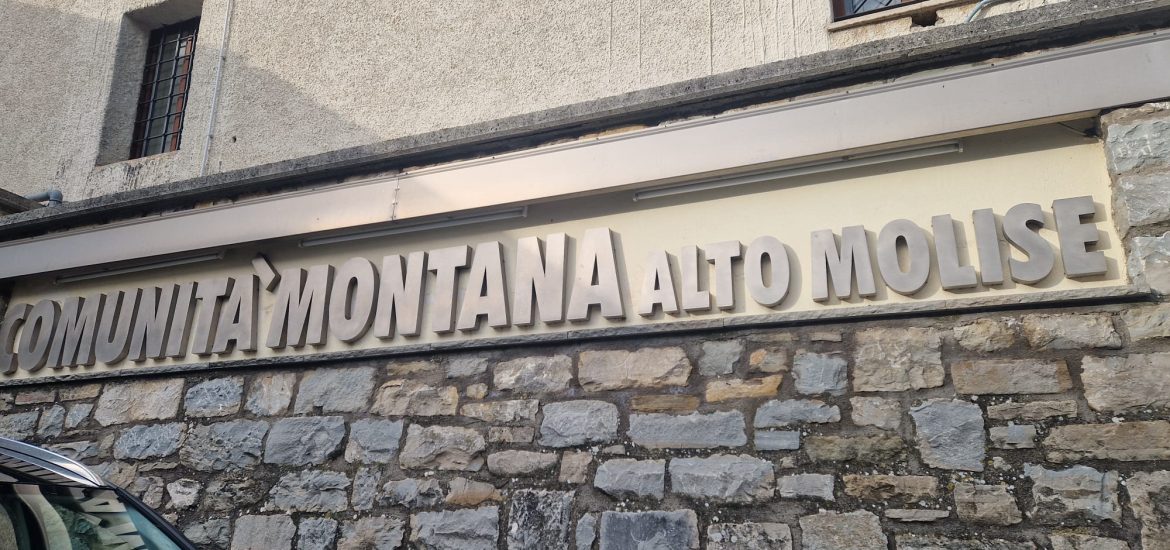 COMUNITÀ MONTANA ALTO MOLISE